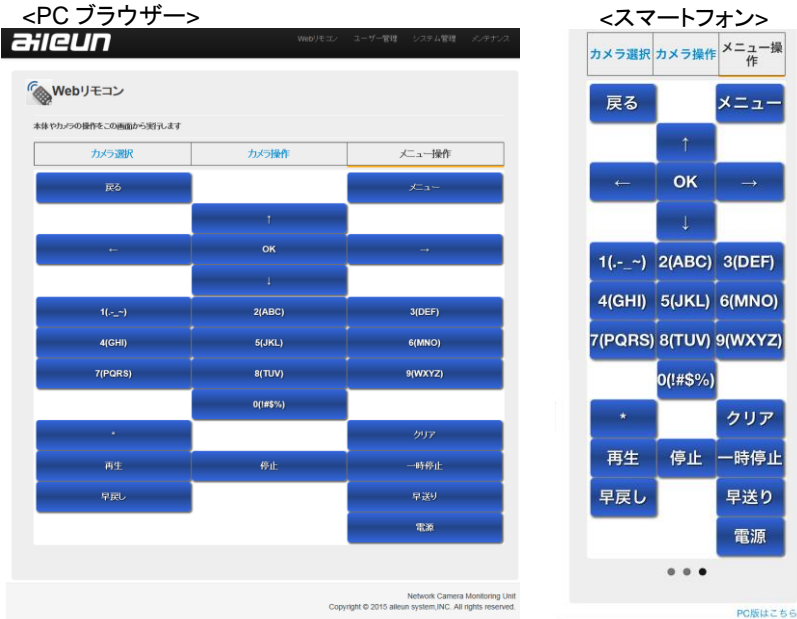 <PC ブラウザー>
aileun
Webリモコン ユーザー管理 システム管理 メンテナンス
Webリモコン
本体やカメラの操作をこの画面から実行します
カメラ選択 カメラ操作 メニュー操作
戻る メニュー
↑
← OK →
↓
1(.-_~) 2(ABC) 3(DEF)
4(GHI) 5(JKL) 6(MNO)
7(PQRS) 8(TUV) 9(WXYZ)
0(!#$%)
* クリア
再生 停止 一時停止
早戻し 早送り
電源
Network Camera Monitoring Unit
Copyright © 2015 aileun system,INC. All rights reserved.
<スマートフォン>
カメラ選択 カメラ操作 メニュー操
作
戻る メニュー
↑
← OK →
↓
1(.-_~) 2(ABC) 3(DEF)
4(GHI) 5(JKL) 6(MNO)
7(PQRS) 8(TUV) 9(WXYZ)
0(!#$%)
* クリア
再生 停止 一時停止
早戻し 早送り
電源
PC版はこちら